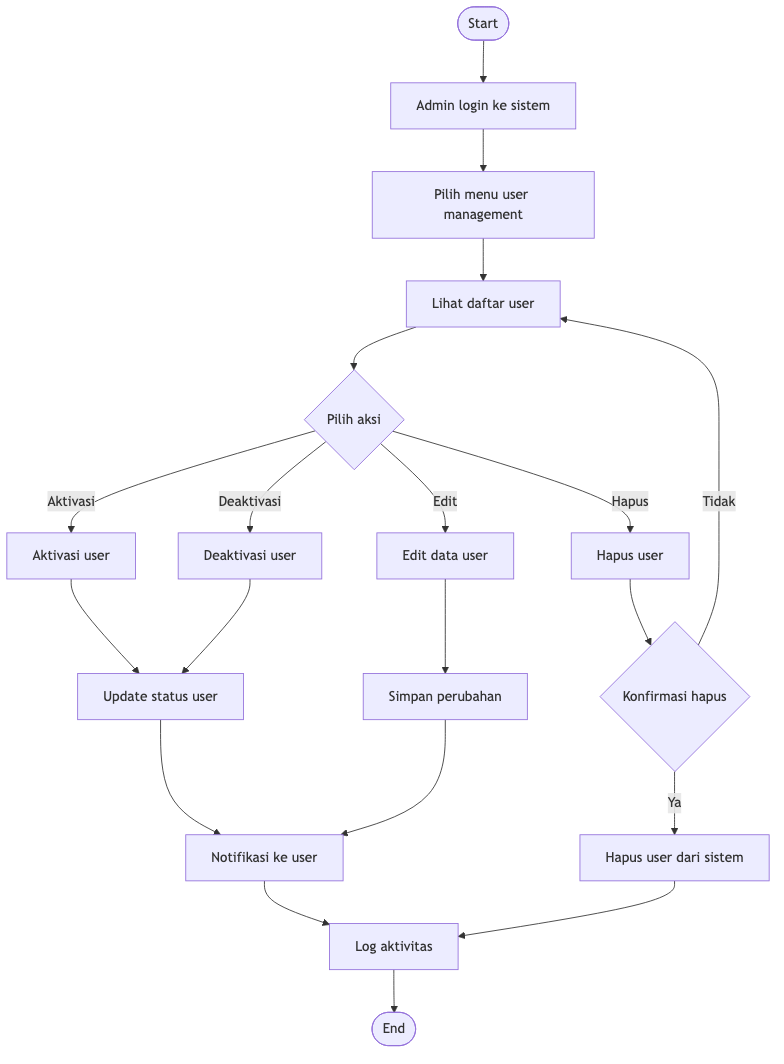 Start
Admin login ke sistem
Pilih menu user
management
Lihat daftar user
Pilih aksi
Aktivasi
Deaktivasi
Edit
Hapus
Tidak
Aktivasi user
Deaktivasi user
Edit data user
Hapus user
Update status user
Simpan perubahan
Konfirmasi hapus
Ya
Notifikasi ke user
Hapus user dari sistem
Log aktivitas
End